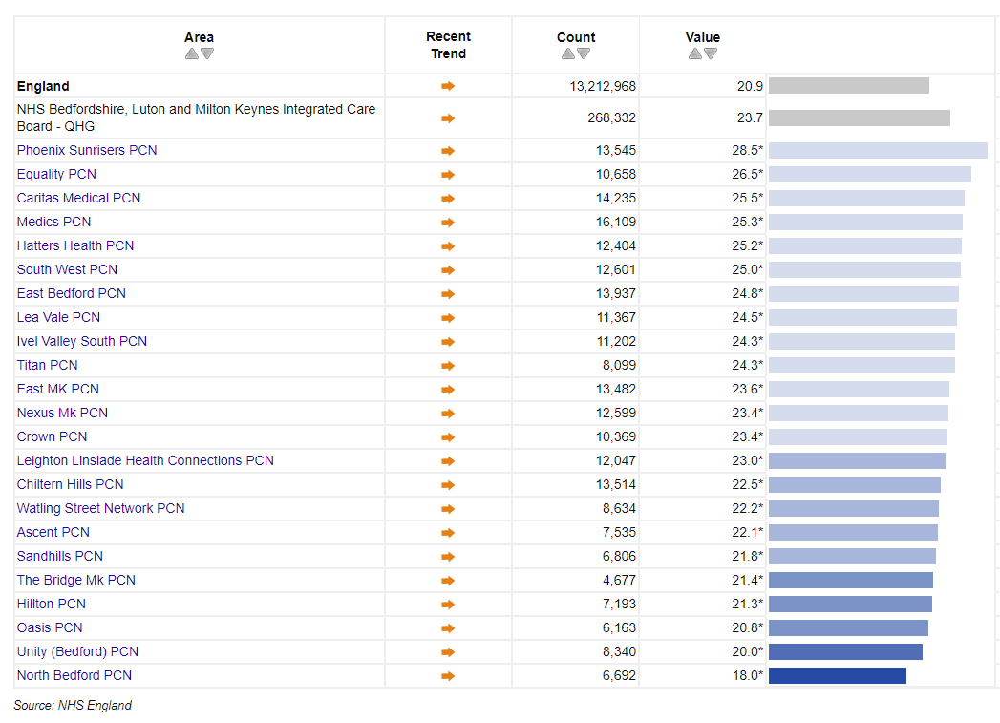 Area Recent Trend Count Value
England 13,212,968 20.9
NHS Bedfordshire, Luton and Milton Keynes Integrated Care
Board - QHG 268,332 23.7
Phoenix Sunrisers PCN 13,545 28.5*
Equality PCN 10,658 26.5*
Caritas Medical PCN 14,235 25.5*
Medics PCN 16,109 25.3*
Hatters Health PCN 12,404 25.2*
South West PCN 12,601 25.0*
East Bedford PCN 13,937 24.8*
Lea Vale PCN 11,367 24.5*
Ivel Valley South PCN 11,202 24.3*
Titan PCN 8,099 24.3*
East MK PCN 13,482 23.6*
Nexus Mk PCN 12,599 23.4*
Crown PCN 10,369 23.4*
Leighton Linslade Health Connections PCN 12,047 23.0*
Chiltern Hills PCN 13,514 22.5*
Watling Street Network PCN 8,634 22.2*
Ascent PCN 7,535 22.1*
Sandhills PCN 6,806 21.8*
The Bridge Mk PCN 4,677 21.4*
Hillton PCN 7,193 21.3*
Oasis PCN 6,163 20.8*
Unity (Bedford) PCN 8,340 20.0*
North Bedford PCN 6,692 18.0*
Source: NHS England